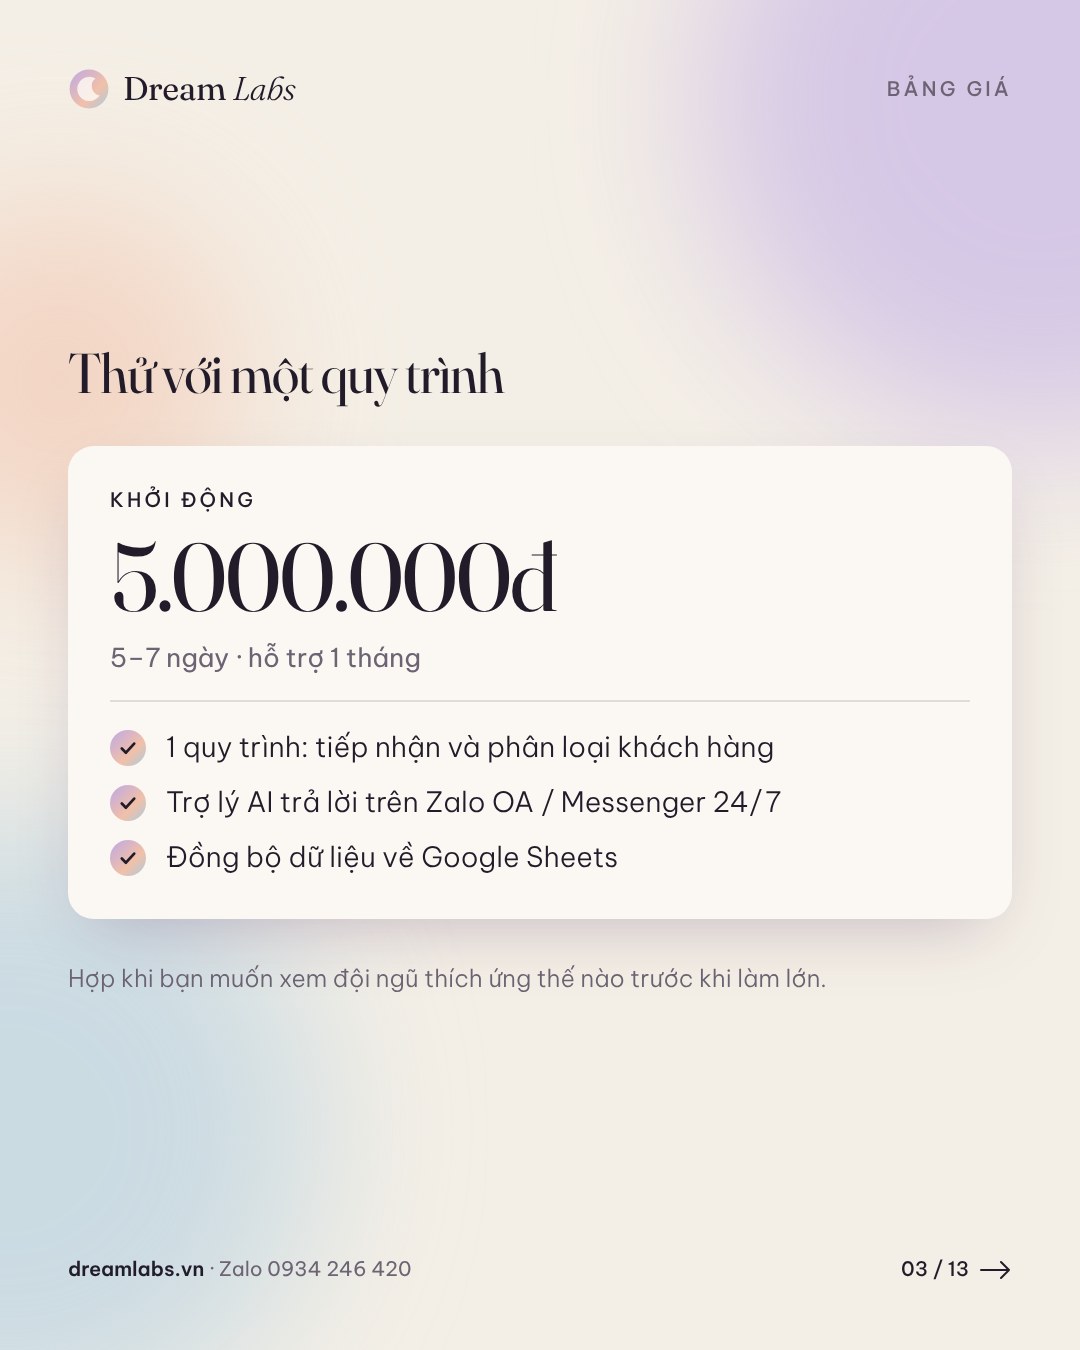 Dream Labs
BẢNG GIÁ
Thử với một quy trình
KHỞI ĐỘNG
5.000.000đ
5–7 ngày · hỗ trợ 1 tháng
1 quy trình: tiếp nhận và phân loại khách hàng
Trợ lý AI trả lời trên Zalo OA / Messenger 24/7
Đồng bộ dữ liệu về Google Sheets
Hợp khi bạn muốn xem đội ngũ thích ứng thế nào trước khi làm lớn.
dreamlabs.vn · Zalo 0934 246 420
03 / 13 →